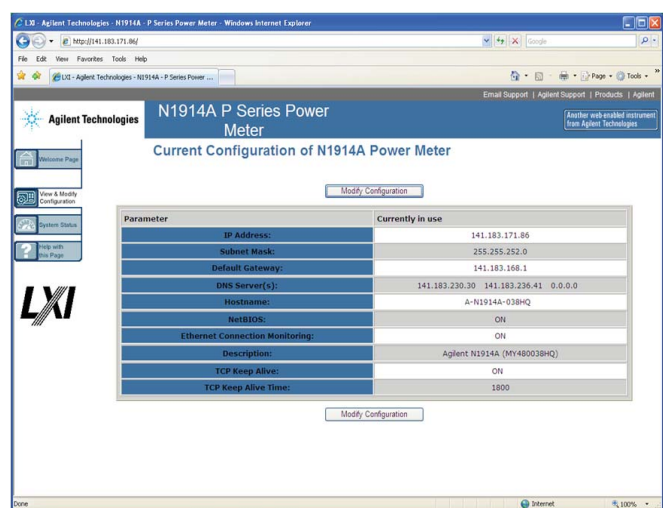 LXI - Agilent Technologies - N1914A - P Series Power Meter - Windows Internet Explorer
http://141.183.171.86/
Google
File Edit View Favorites Tools Help
LXI - Agilent Technologies - N1914A - P Series Power ...
Page Tools
Email Support | Agilent Support | Products | Agilent
Agilent Technologies
N1914A P Series Power Meter
Another web-enabled instrument
from Agilent Technologies
Current Configuration of N1914A Power Meter
Welcome Page
View & Modify
Configuration
System Status
Help with
this Page
LXI
Modify Configuration
Parameter Currently in use
IP Address: 141.183.171.86
Subnet Mask: 255.255.252.0
Default Gateway: 141.183.168.1
DNS Server(s): 141.183.230.30 141.183.236.41 0.0.0.0
Hostname: A-N1914A-038HQ
NetBIOS: ON
Ethernet Connection Monitoring: ON
Description: Agilent N1914A (MY480038HQ)
TCP Keep Alive: ON
TCP Keep Alive Time: 1800
Modify Configuration
Done Internet 100%